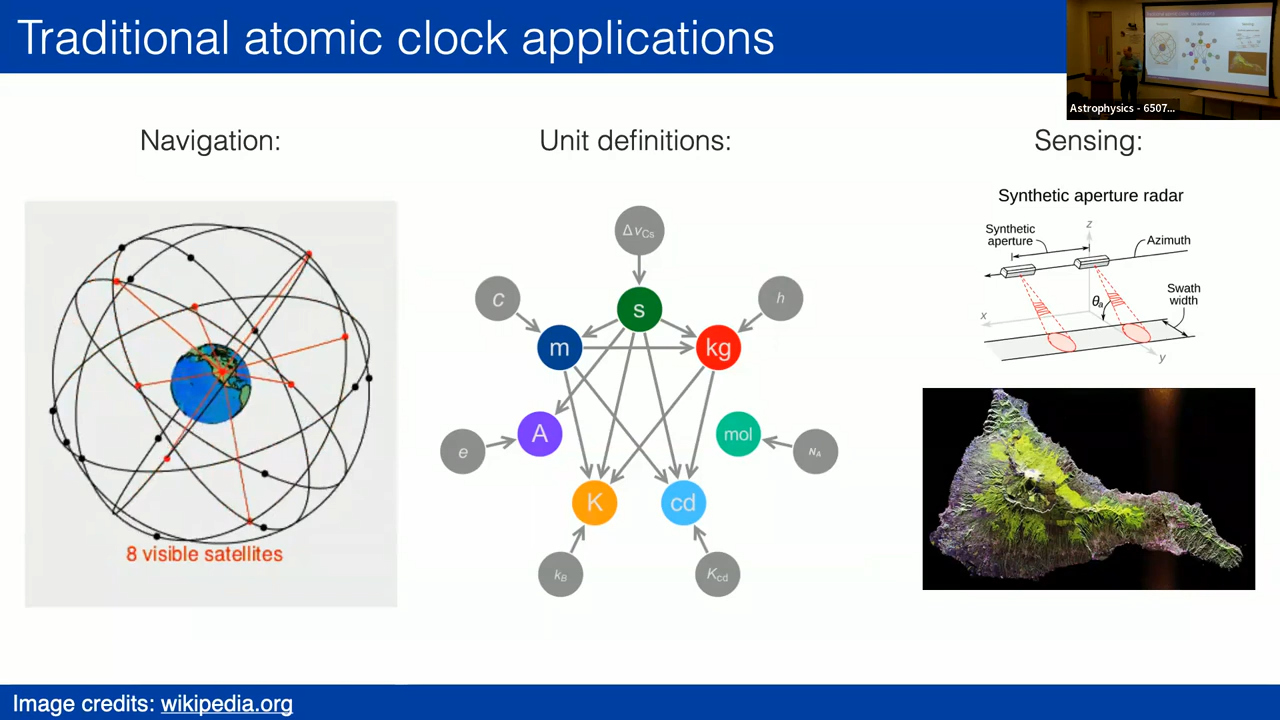 Traditional atomic clock applications
Astrophysics - 6507...
Navigation:
8 visible satellites
Unit definitions:
ΔνCs
c
h
s
m
kg
A
mol
e
NA
K
cd
kB
Kcd
Sensing:
Synthetic aperture radar
Synthetic
aperture
z
Azimuth
Swath
width
θa
x
y
Image credits: wikipedia.org